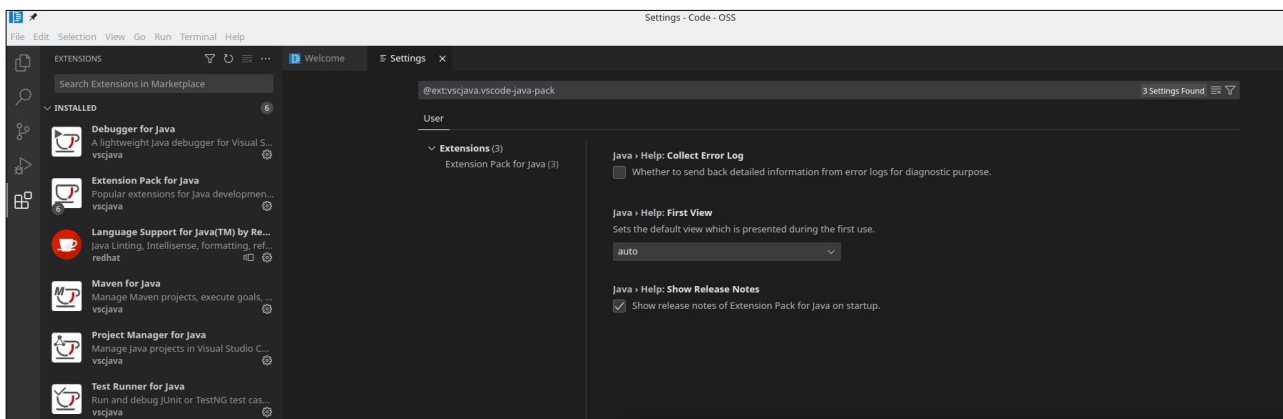 Settings - Code - OSS
File Edit Selection View Go Run Terminal Help
EXTENSIONS
Welcome
Settings
Search Extensions in Marketplace
INSTALLED
6
Debugger for Java
A lightweight Java debugger for Visual S...
vscjava
Extension Pack for Java
Popular extensions for Java developmen...
vscjava
6
Language Support for Java(TM) by Re...
Java Linting, Intellisense, formatting, ref...
redhat
Maven for Java
Manage Maven projects, execute goals, ...
vscjava
Project Manager for Java
Manage Java projects in Visual Studio C...
vscjava
Test Runner for Java
Run and debug JUnit or TestNG test cas...
vscjava
@ext:vscjava.vscode-java-pack
3 Settings Found
User
Extensions (3)
Extension Pack for Java (3)
Java › Help: Collect Error Log
Whether to send back detailed information from error logs for diagnostic purpose.
Java › Help: First View
Sets the default view which is presented during the first use.
auto
Java › Help: Show Release Notes
Show release notes of Extension Pack for Java on startup.